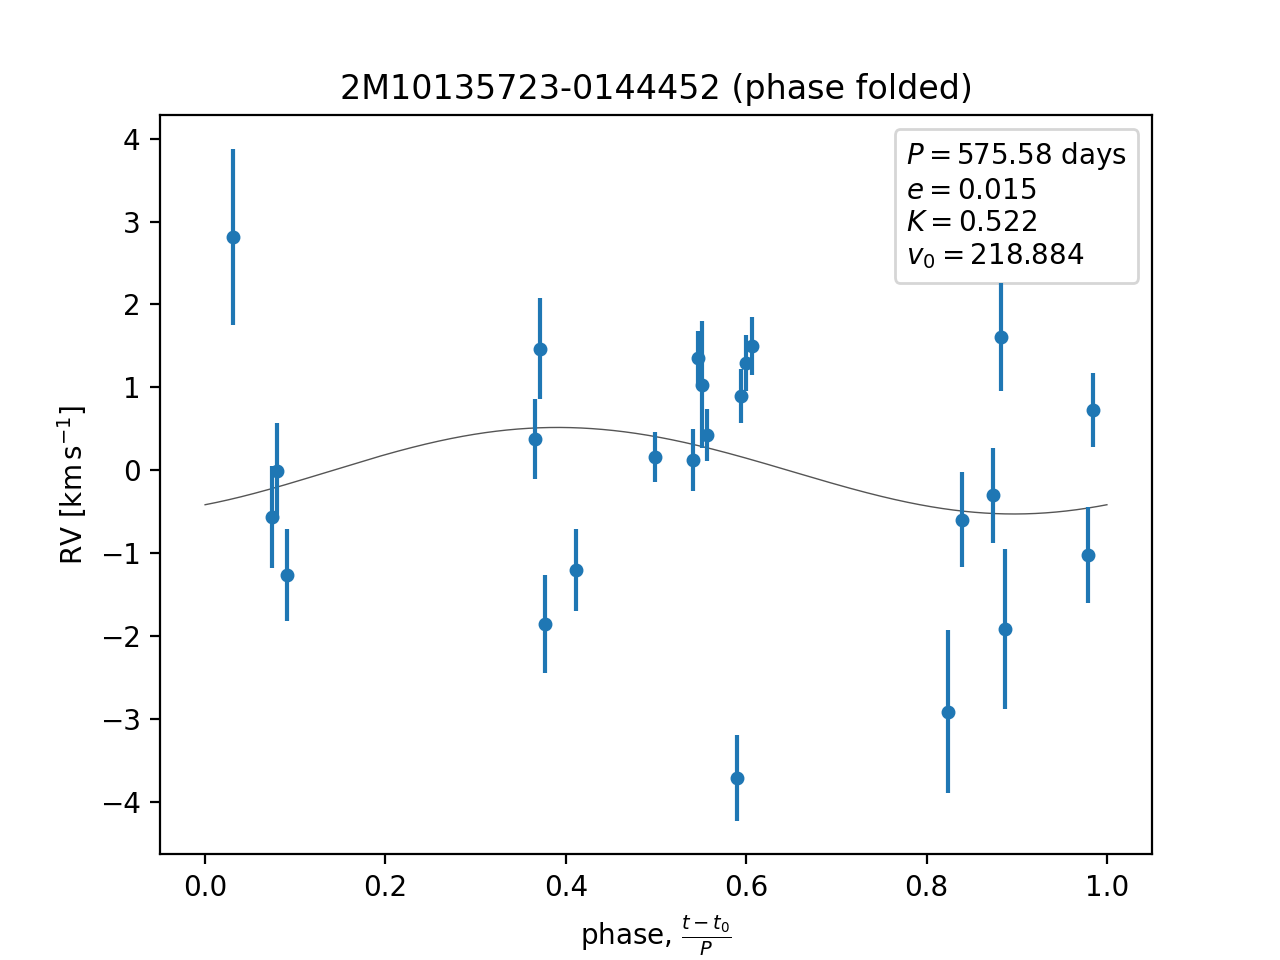 2M10135723-0144452 (phase folded)
P = 575.58 days
e = 0.015
K = 0.522
v₀ = 218.884
4
3
2
1
0
−1
−2
−3
−4
RV [km s⁻¹]
0.0 0.2 0.4 0.6 0.8 1.0
phase, (t − t₀)/P